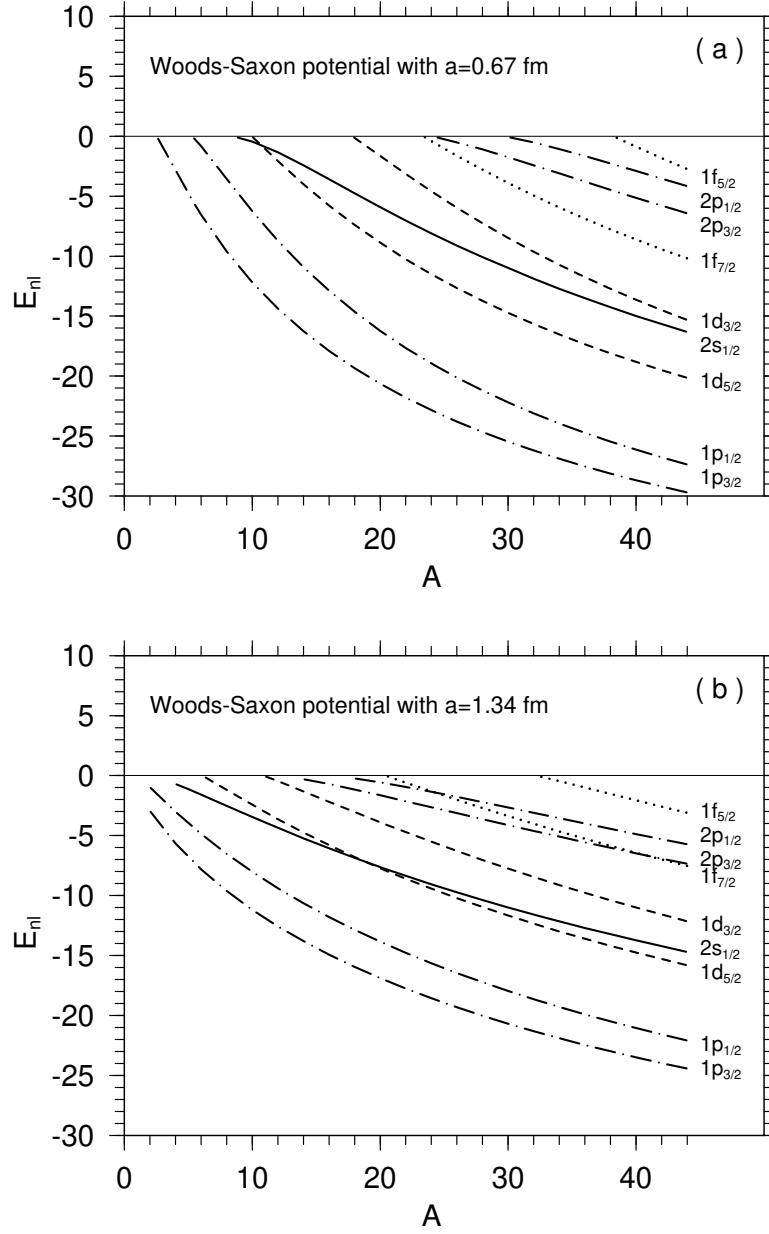 10
( a )
Woods-Saxon potential with a=0.67 fm
5
0
1f5/2
-5
2p1/2
2p3/2
1f7/2
-10
Enl
-15
1d3/2
2s1/2
1d5/2
-20
-25
1p1/2
1p3/2
-30
0 10 20 30 40
A
10
( b )
Woods-Saxon potential with a=1.34 fm
5
0
1f5/2
2p1/2
-5
2p3/2
1f7/2
-10
Enl
1d3/2
2s1/2
-15
1d5/2
-20
1p1/2
1p3/2
-25
-30
0 10 20 30 40
A